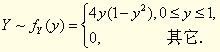 Y ~ f_Y(y) = { 4y(1-y²), 0 ≤ y ≤ 1,
0, 其它.